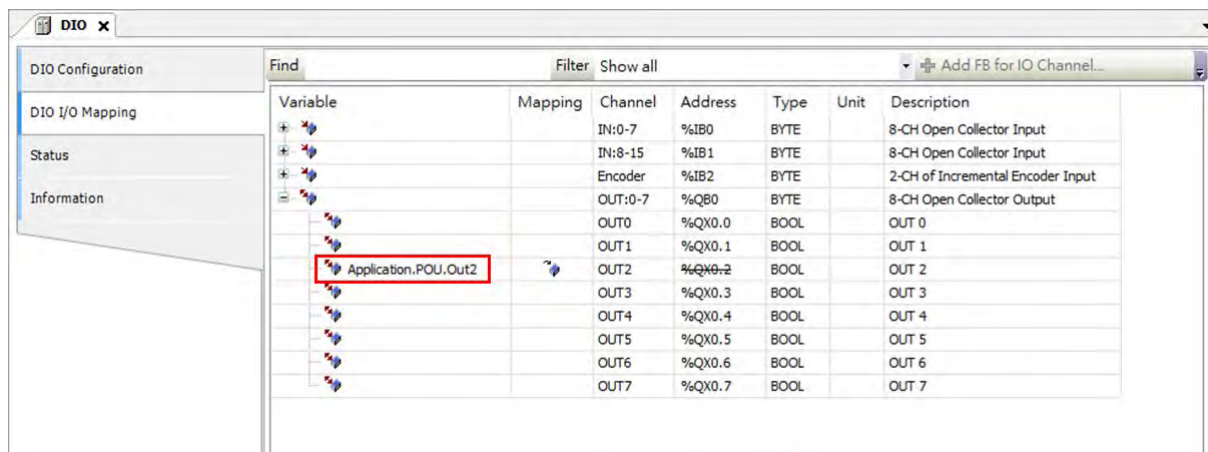 DIO
DIO Configuration
DIO I/O Mapping
Status
Information
Find Filter Show all Add FB for IO Channel...
Variable Mapping Channel Address Type Unit Description
IN:0-7 %IB0 BYTE 8-CH Open Collector Input
IN:8-15 %IB1 BYTE 8-CH Open Collector Input
Encoder %IB2 BYTE 2-CH of Incremental Encoder Input
OUT:0-7 %QB0 BYTE 8-CH Open Collector Output
OUT0 %QX0.0 BOOL OUT 0
OUT1 %QX0.1 BOOL OUT 1
Application.POU.Out2 OUT2 %QX0.2 BOOL OUT 2
OUT3 %QX0.3 BOOL OUT 3
OUT4 %QX0.4 BOOL OUT 4
OUT5 %QX0.5 BOOL OUT 5
OUT6 %QX0.6 BOOL OUT 6
OUT7 %QX0.7 BOOL OUT 7